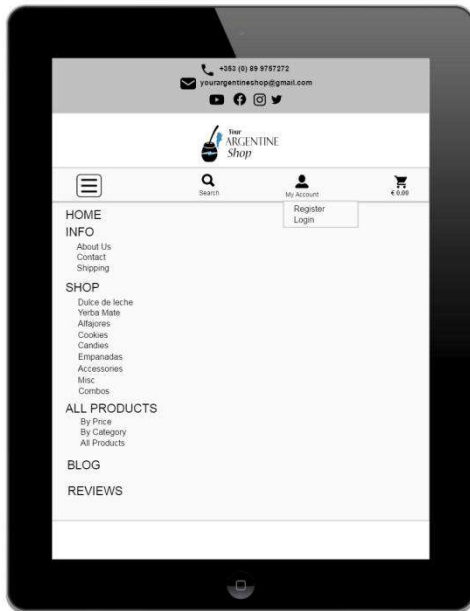 +353 (0) 89 9757272
yourargentineshop@gmail.com
Your
ARGENTINE
Shop
Search
My Account
€ 0.00
Register
Login
HOME
INFO
About Us
Contact
Shipping
SHOP
Dulce de leche
Yerba Mate
Alfajores
Cookies
Candies
Empanadas
Accessories
Misc
Combos
ALL PRODUCTS
By Price
By Category
All Products
BLOG
REVIEWS